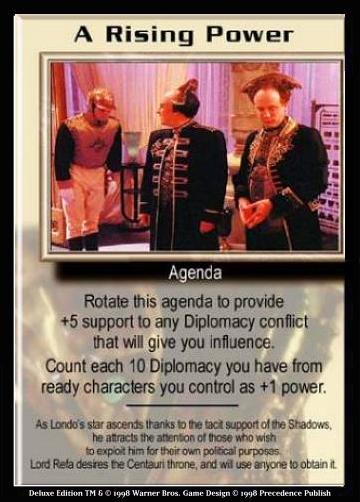 A Rising Power
Agenda
Rotate this agenda to provide
+5 support to any Diplomacy conflict
that will give you influence.
Count each 10 Diplomacy you have from
ready characters you control as +1 power.
As Londo's star ascends thanks to the tacit support of the Shadows,
he attracts the attention of those who wish
to exploit him for their own political purposes.
Lord Refa desires the Centauri throne, and will use anyone to obtain it.
Deluxe Edition TM & © 1998 Warner Bros. Game Design © 1998 Precedence Publish